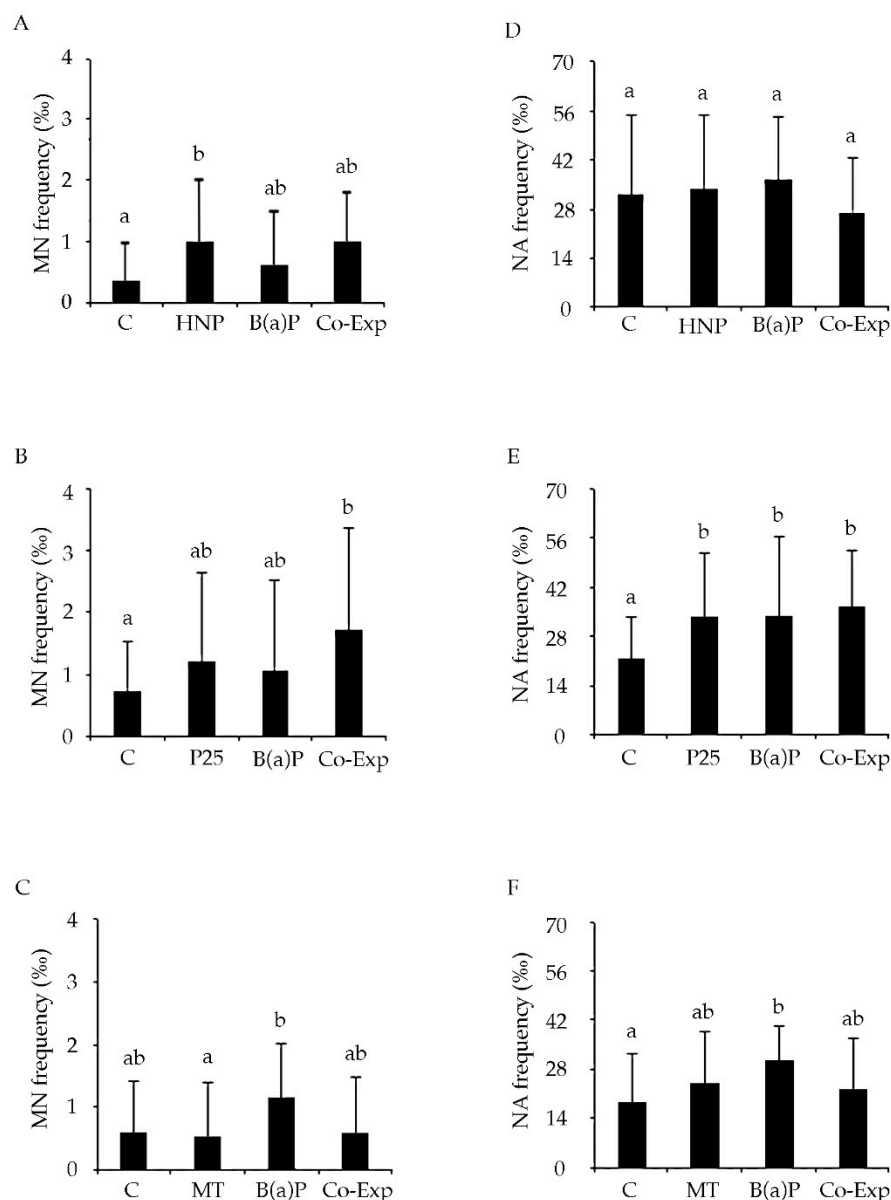 A
MN frequency (‰)
4
3
2
1
0
a
b
ab
ab
C HNP B(a)P Co-Exp
D
NA frequency (‰)
70
56
42
28
14
0
a
a
a
a
C HNP B(a)P Co-Exp
B
MN frequency (‰)
4
3
2
1
0
a
ab
ab
b
C P25 B(a)P Co-Exp
E
NA frequency (‰)
70
56
42
28
14
0
a
b
b
b
C P25 B(a)P Co-Exp
C
MN frequency (‰)
4
3
2
1
0
ab
a
b
ab
C MT B(a)P Co-Exp
F
NA frequency (‰)
70
56
42
28
14
0
a
ab
b
ab
C MT B(a)P Co-Exp